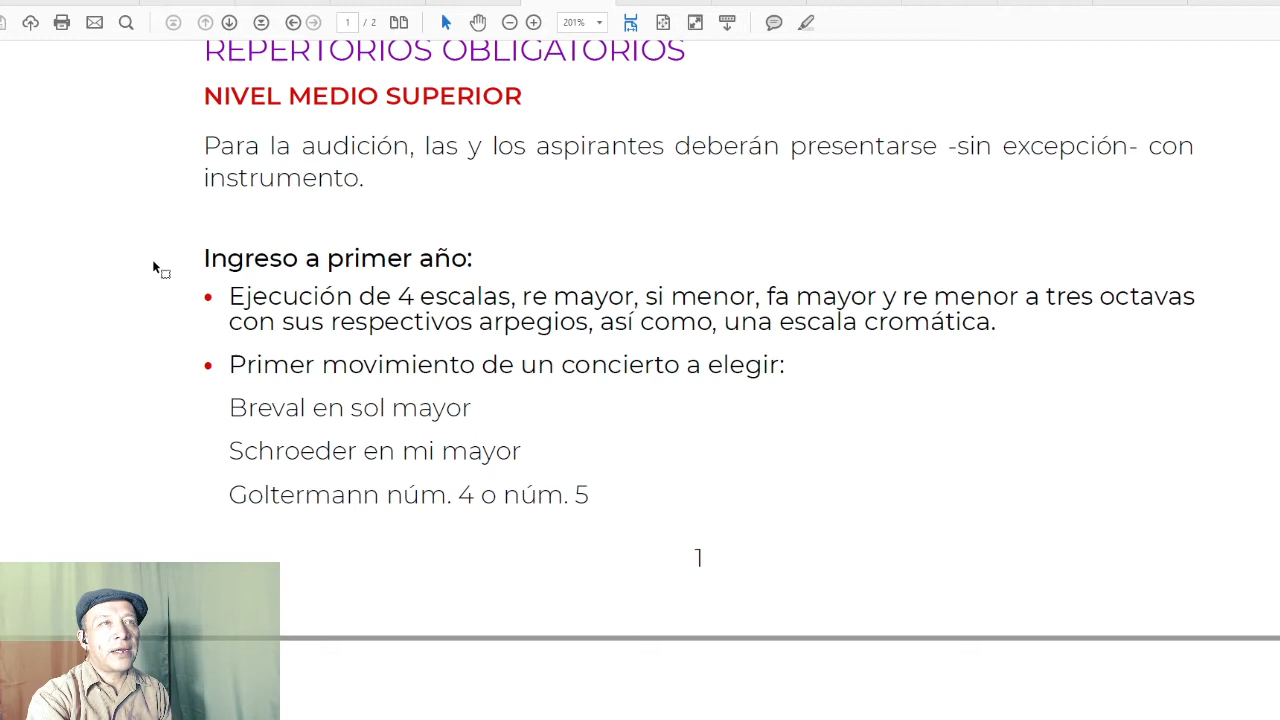 1 / 2
201%
REPERTORIOS OBLIGATORIOS
NIVEL MEDIO SUPERIOR
Para la audición, las y los aspirantes deberán presentarse -sin excepción- con
instrumento.
Ingreso a primer año:
• Ejecución de 4 escalas, re mayor, si menor, fa mayor y re menor a tres octavas
con sus respectivos arpegios, así como, una escala cromática.
• Primer movimiento de un concierto a elegir:
Breval en sol mayor
Schroeder en mi mayor
Goltermann núm. 4 o núm. 5
1